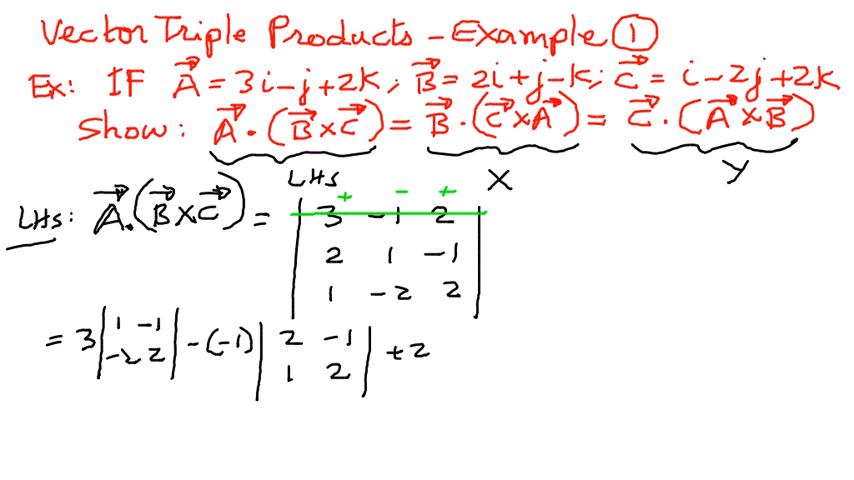 Vector Triple Products - Example ①
Ex: IF A⃗ = 3i-j+2k, B⃗ = 2i+j-k; C⃗ = i-2j+2k
Show: A⃗ · (B⃗ × C⃗) = B⃗ · (C⃗ × A⃗) = C⃗ · (A⃗ × B⃗)
LHS X Y
+ - +
LHS: A⃗ · (B⃗ × C⃗) = | 3 -1 2 |
| 2 1 -1 |
| 1 -2 2 |
= 3 | 1 -1 | - (-1) | 2 -1 | + 2
| -2 2 | | 1 2 |